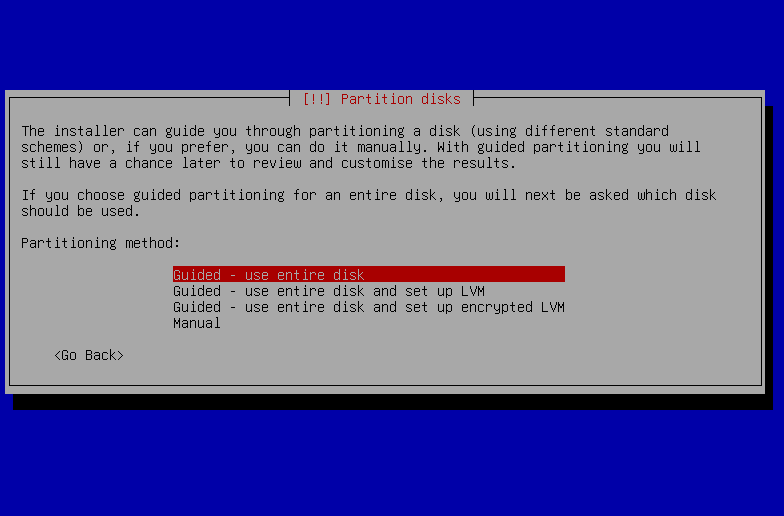 [!!] Partition disks
The installer can guide you through partitioning a disk (using different standard
schemes) or, if you prefer, you can do it manually. With guided partitioning you will
still have a chance later to review and customise the results.
If you choose guided partitioning for an entire disk, you will next be asked which disk
should be used.
Partitioning method:
Guided - use entire disk
Guided - use entire disk and set up LVM
Guided - use entire disk and set up encrypted LVM
Manual
<Go Back>